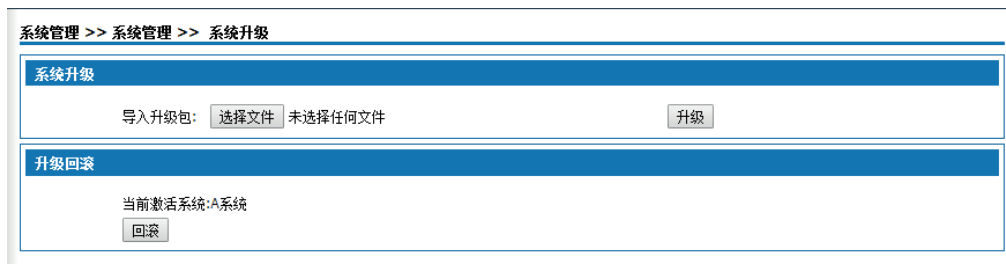 系统管理 >> 系统管理 >> 系统升级
系统升级
导入升级包: 选择文件 未选择任何文件 升级
升级回滚
当前激活系统:A系统
回滚